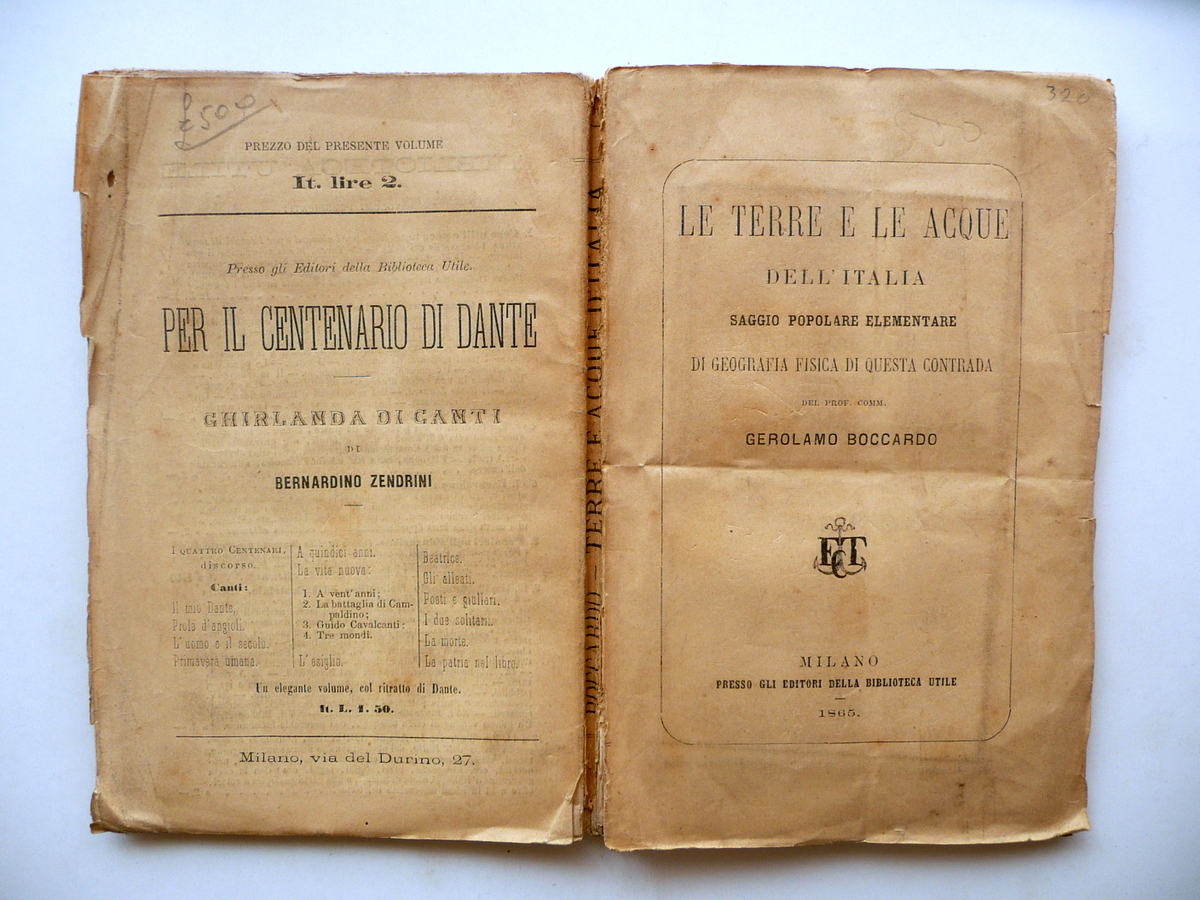 £500
PREZZO DEL PRESENTE VOLUME
It. lire 2.
Presso gli Editori della Biblioteca Utile.
PER IL CENTENARIO DI DANTE
GHIRLANDA DI CANTI
DI
BERNARDINO ZENDRINI
I QUATTRO CENTENARI,
discorso.
Canti:
Il mio Dante,
Prole d'angioli.
L'uomo e il secolo.
Primavera umana.
A quindici anni.
La vita nuova:
1. A vent'anni;
2. La battaglia di Cam-
paldino;
3. Guido Cavalcanti;
4. Tre mondi.
L'esiglio.
Beatrice.
Gli alleati.
Poeti e giullari.
I due solitari.
La morte.
La patria nel libro.
Un elegante volume, col ritratto di Dante.
It. L. 1. 50.
Milano, via del Durino, 27.
BOCCARDO — TERRE E ACQUE D'ITALIA
320
LE TERRE E LE ACQUE
DELL'ITALIA
SAGGIO POPOLARE ELEMENTARE
DI GEOGRAFIA FISICA DI QUESTA CONTRADA
DEL PROF. COMM.
GEROLAMO BOCCARDO
MILANO
PRESSO GLI EDITORI DELLA BIBLIOTECA UTILE
1865.